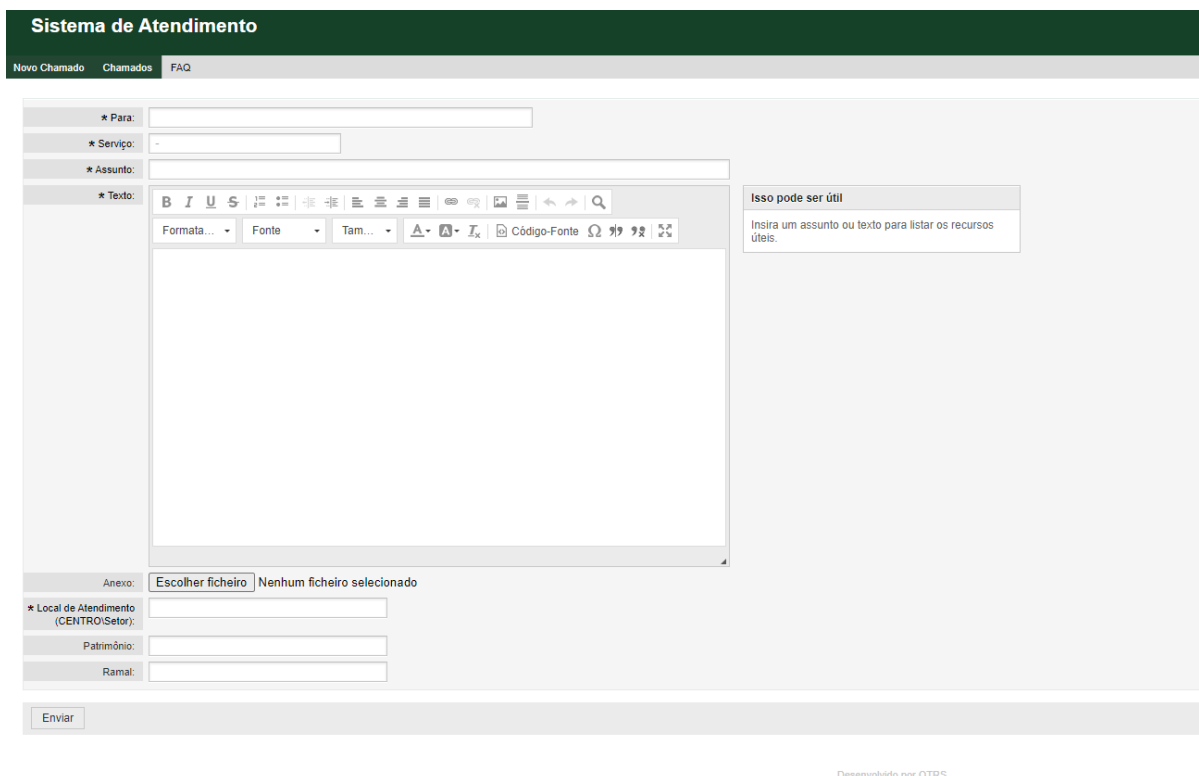 Sistema de Atendimento
Novo Chamado Chamados FAQ
* Para:
* Serviço: -
* Assunto:
* Texto:
B I U S
Formata... Fonte Tam... A A Tx Código-Fonte Ω
Isso pode ser útil
Insira um assunto ou texto para listar os recursos
úteis.
Anexo: Escolher ficheiro Nenhum ficheiro selecionado
* Local de Atendimento
(CENTRO\Setor):
Patrimônio:
Ramal:
Enviar
Desenvolvido por OTRS